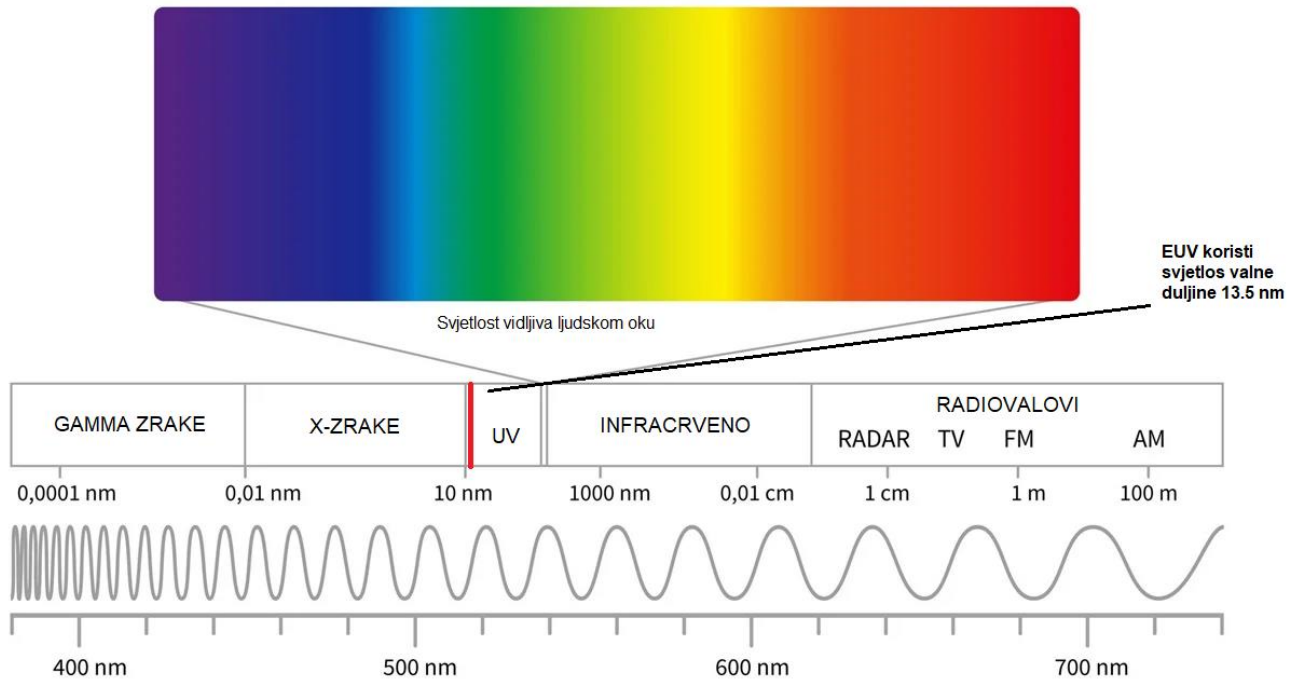 EUV koristi
svjetlos valne
duljine 13.5 nm
Svjetlost vidljiva ljudskom oku
GAMMA ZRAKE
X-ZRAKE
UV
INFRACRVENO
RADIOVALOVI
RADAR TV FM AM
0,0001 nm 0,01 nm 10 nm 1000 nm 0,01 cm 1 cm 1 m 100 m
400 nm 500 nm 600 nm 700 nm